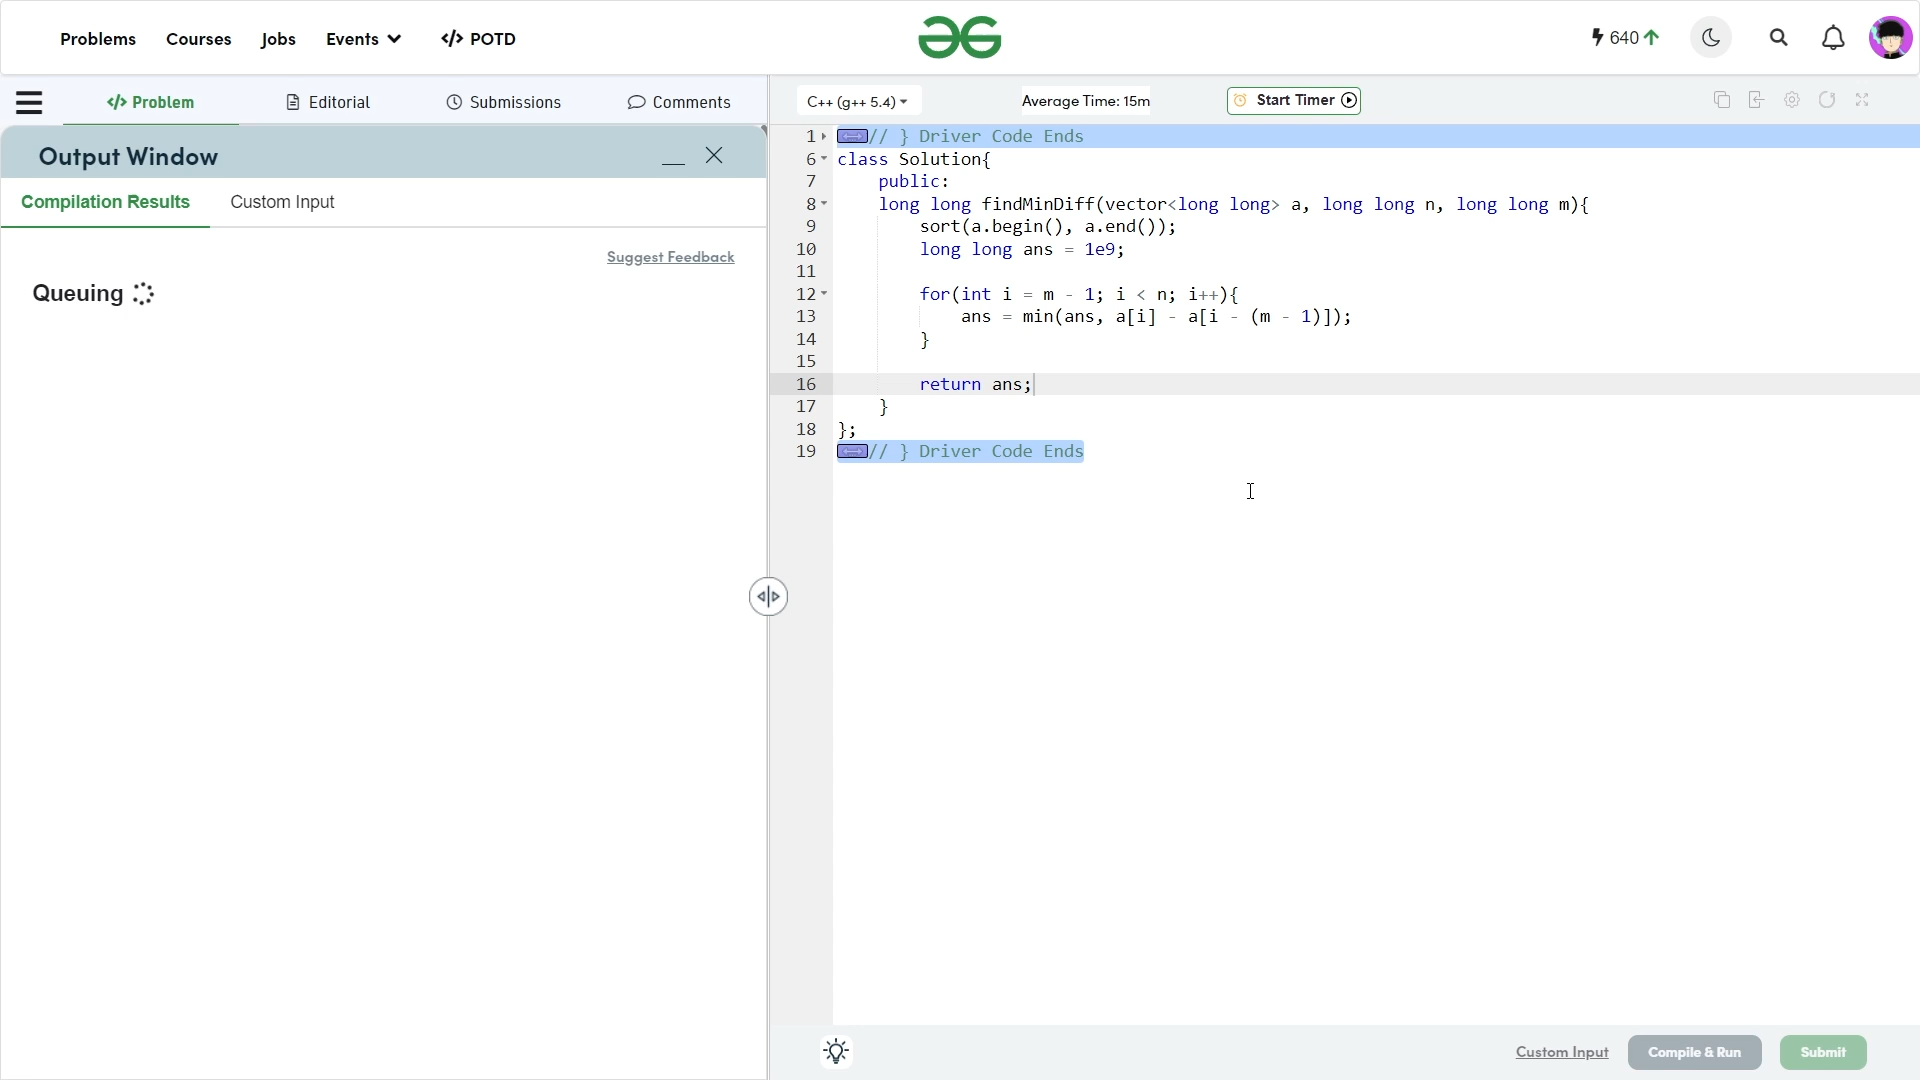 Problems Courses Jobs Events </> POTD
640
</> Problem Editorial Submissions Comments
C++ (g++ 5.4) Average Time: 15m Start Timer
Output Window
Compilation Results Custom Input
Suggest Feedback
Queuing
1 // } Driver Code Ends
6 class Solution{
7 public:
8 long long findMinDiff(vector<long long> a, long long n, long long m){
9 sort(a.begin(), a.end());
10 long long ans = 1e9;
11
12 for(int i = m - 1; i < n; i++){
13 ans = min(ans, a[i] - a[i - (m - 1)]);
14 }
15
16 return ans;
17 }
18 };
19 // } Driver Code Ends
Custom Input Compile & Run Submit